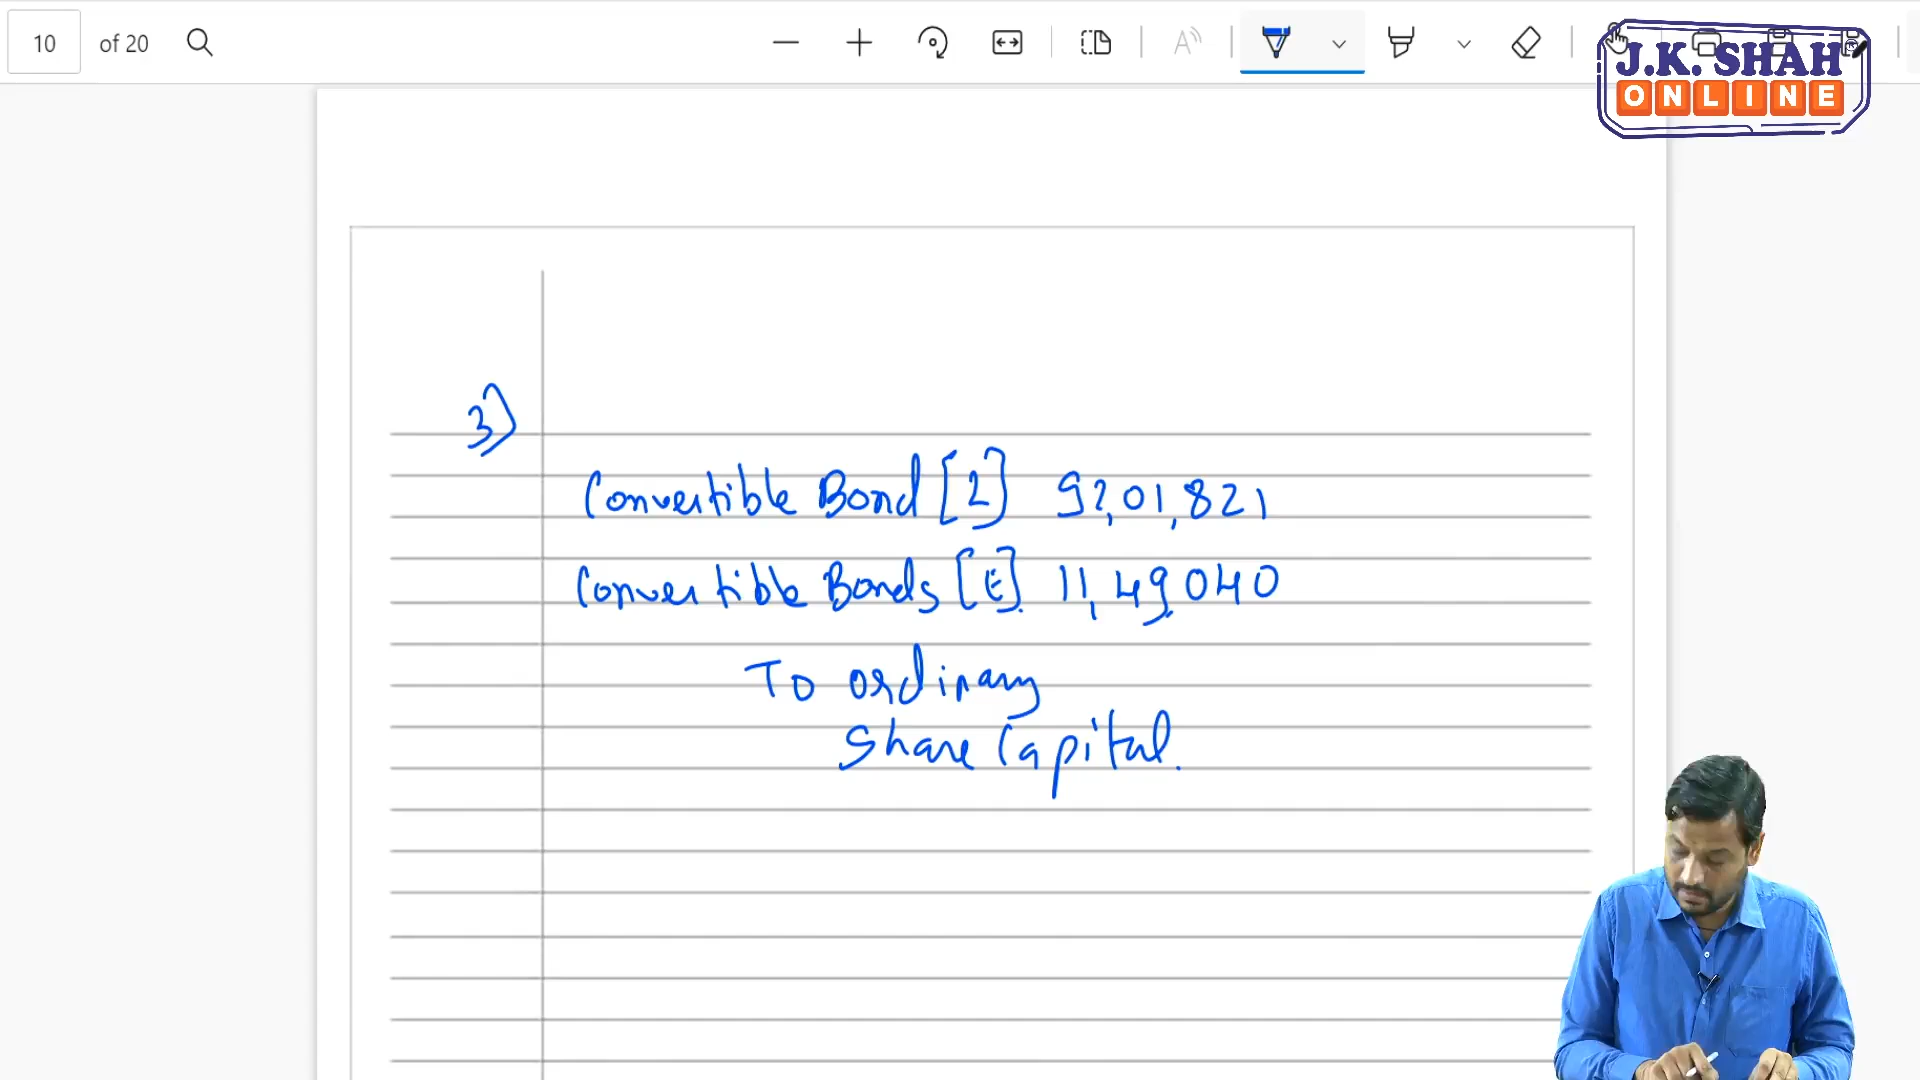 10 of 20
J.K. SHAH
ONLINE
3)
Convertible Bond [L] 92,01,821
Convertible Bonds [E] 11,49,040
To ordinary
Share Capital.